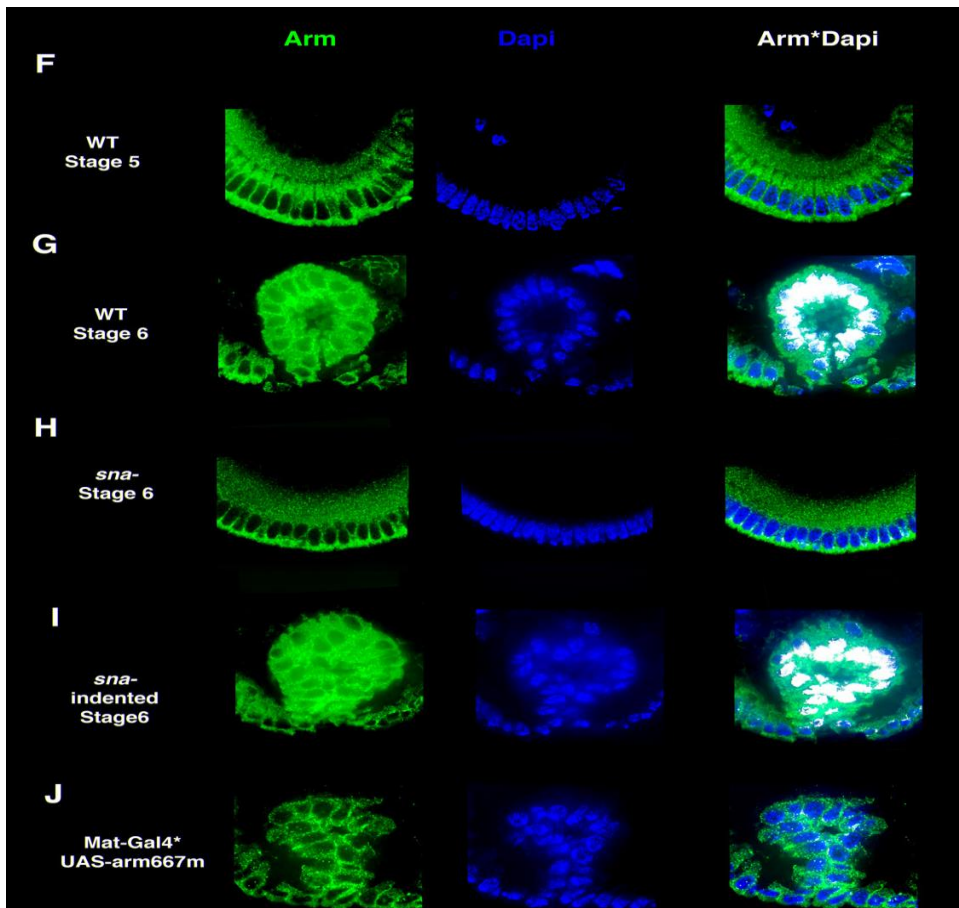 Arm Dapi Arm*Dapi
F
WT
Stage 5
G
WT
Stage 6
H
sna-
Stage 6
I
sna-
indented
Stage6
J
Mat-Gal4*
UAS-arm667m